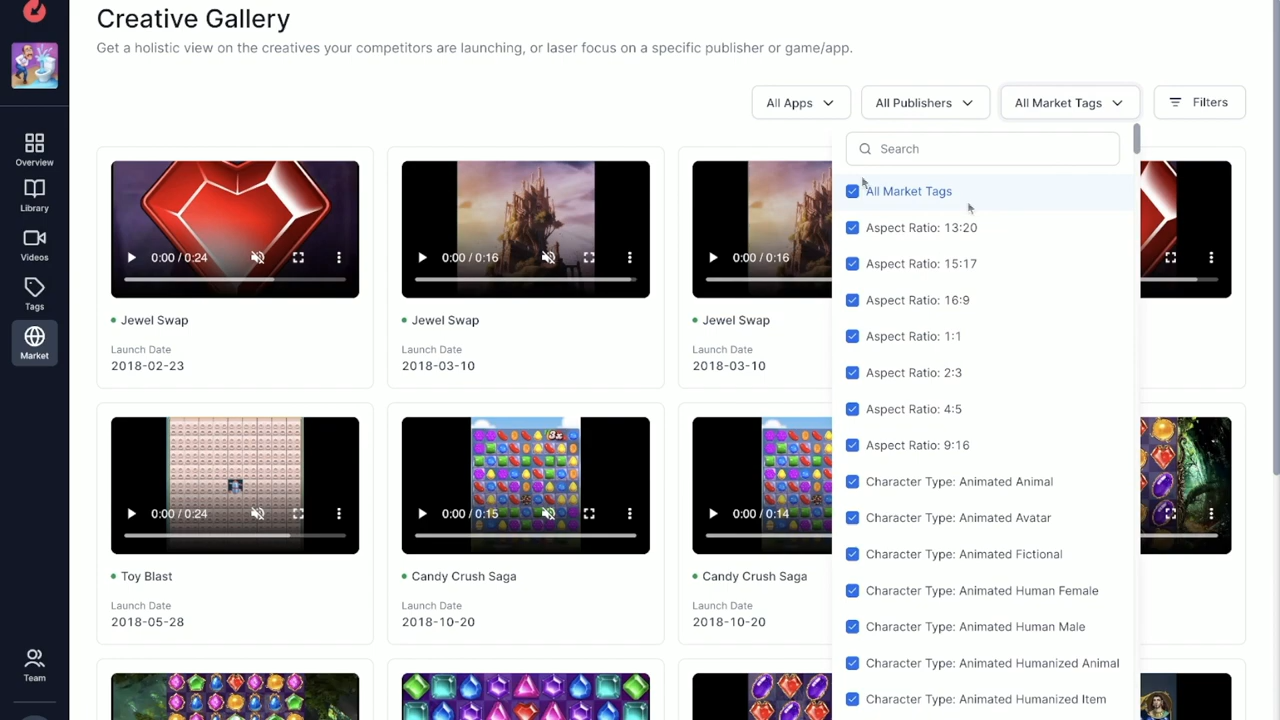 Creative Gallery
Get a holistic view on the creatives your competitors are launching, or laser focus on a specific publisher or game/app.
All Apps
All Publishers
All Market Tags
Filters
Overview
Library
Videos
Tags
Market
Team
Search
All Market Tags
Aspect Ratio: 13:20
Aspect Ratio: 15:17
Aspect Ratio: 16:9
Aspect Ratio: 1:1
Aspect Ratio: 2:3
Aspect Ratio: 4:5
Aspect Ratio: 9:16
Character Type: Animated Animal
Character Type: Animated Avatar
Character Type: Animated Fictional
Character Type: Animated Human Female
Character Type: Animated Human Male
Character Type: Animated Humanized Animal
Character Type: Animated Humanized Item
0:00 / 0:24
Jewel Swap
Launch Date
2018-02-23
0:00 / 0:16
Jewel Swap
Launch Date
2018-03-10
0:00 / 0:16
Jewel Swap
Launch Date
2018-03-10
0:00 / 0:24
Toy Blast
Launch Date
2018-05-28
3x
0:00 / 0:15
Candy Crush Saga
Launch Date
2018-10-20
0:00 / 0:14
Candy Crush Saga
Launch Date
2018-10-20